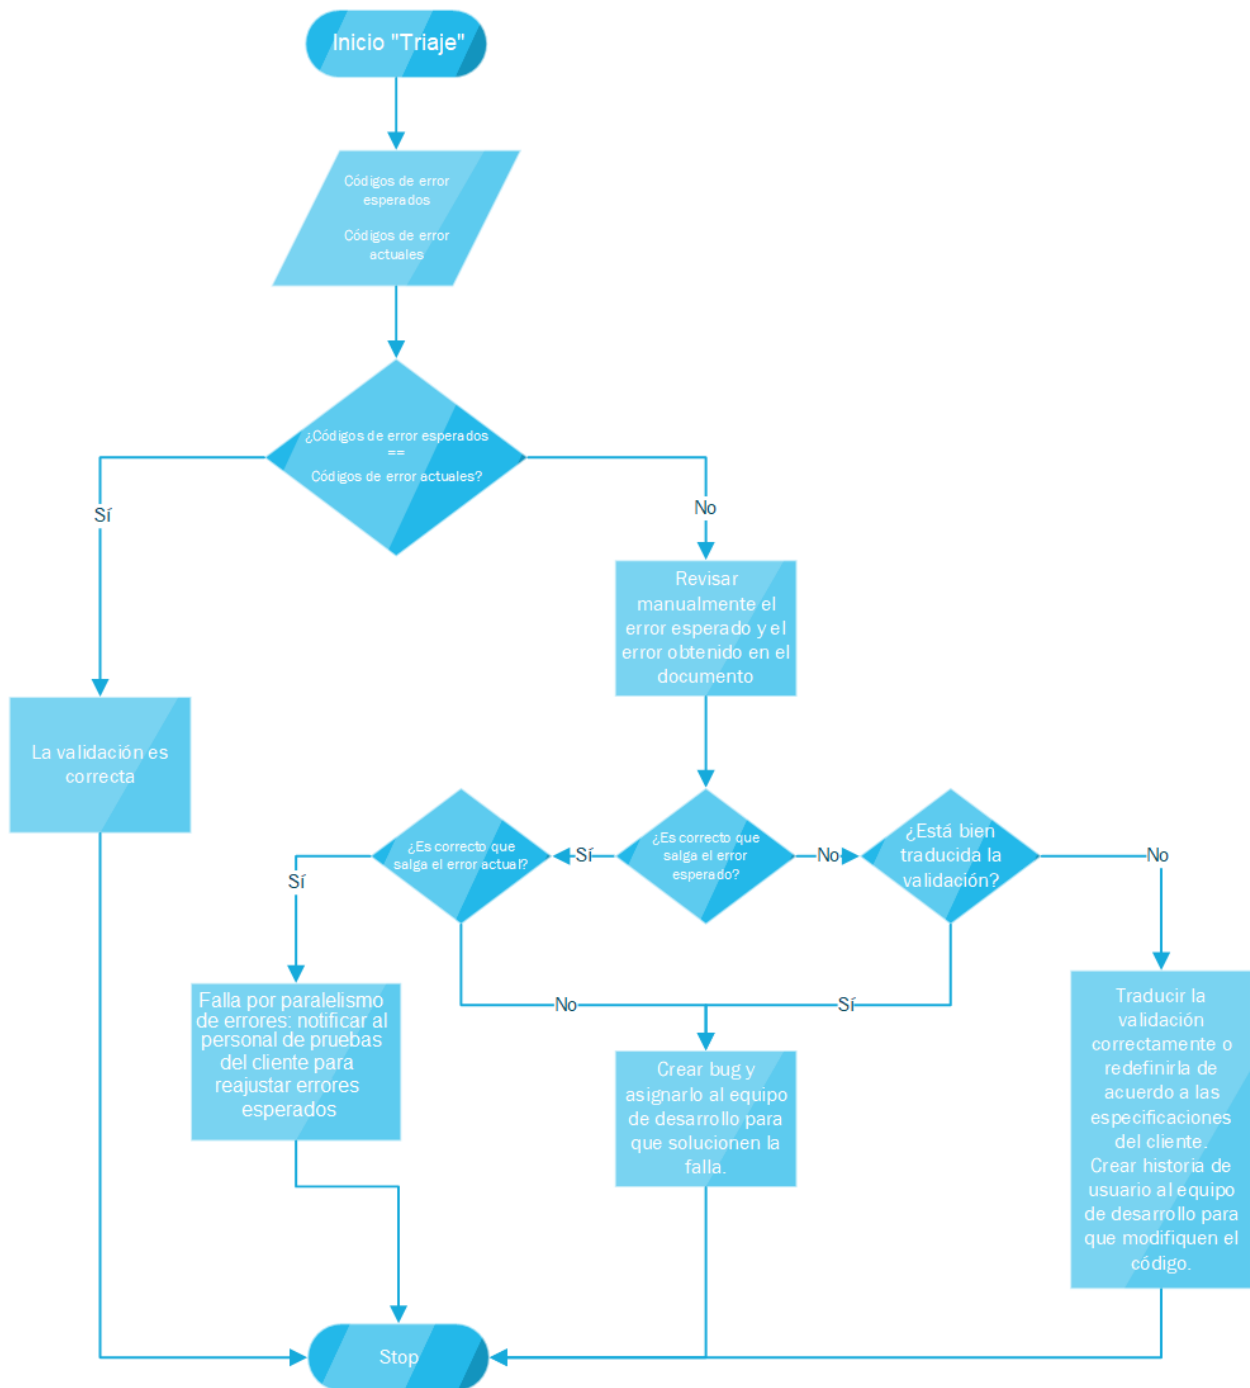 Inicio "Triaje"
Códigos de error
esperados
Códigos de error
actuales
¿Códigos de error esperados
==
Códigos de error actuales?
Sí
No
Revisar
manualmente el
error esperado y el
error obtenido en el
documento
La validación es
correcta
¿Es correcto que
salga el error actual?
Sí
¿Es correcto que
salga el error
esperado?
No
¿Está bien
traducida la
validación?
No
Sí
Falla por paralelismo
de errores: notificar al
personal de pruebas
del cliente para
reajustar errores
esperados
No
Sí
Crear bug y
asignarlo al equipo
de desarrollo para
que solucionen la
falla.
Traducir la
validación
correctamente o
redefinirla de
acuerdo a las
especificaciones
del cliente.
Crear historia de
usuario al equipo
de desarrollo para
que modifiquen el
código.
Stop